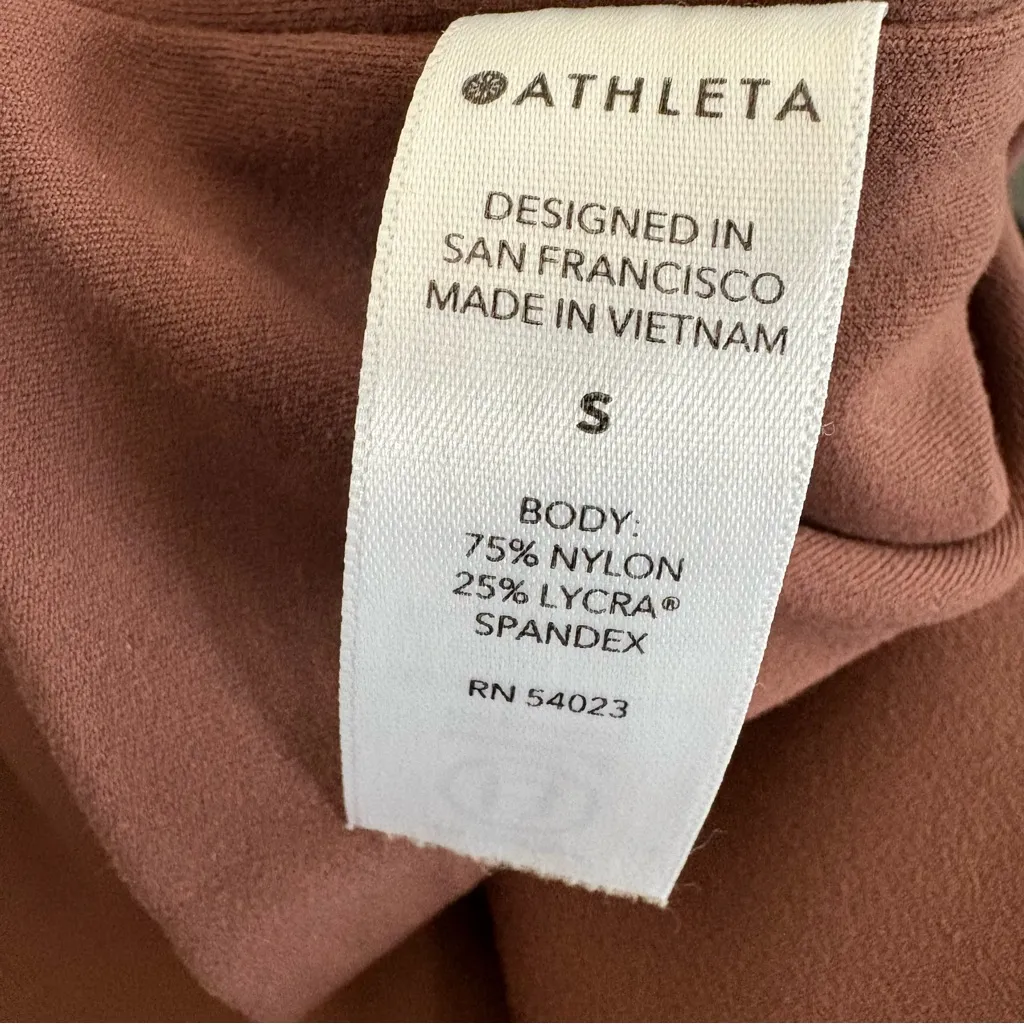 ATHLETA
DESIGNED IN
SAN FRANCISCO
MADE IN VIETNAM
S
BODY:
75% NYLON
25% LYCRA®
SPANDEX
RN 54023